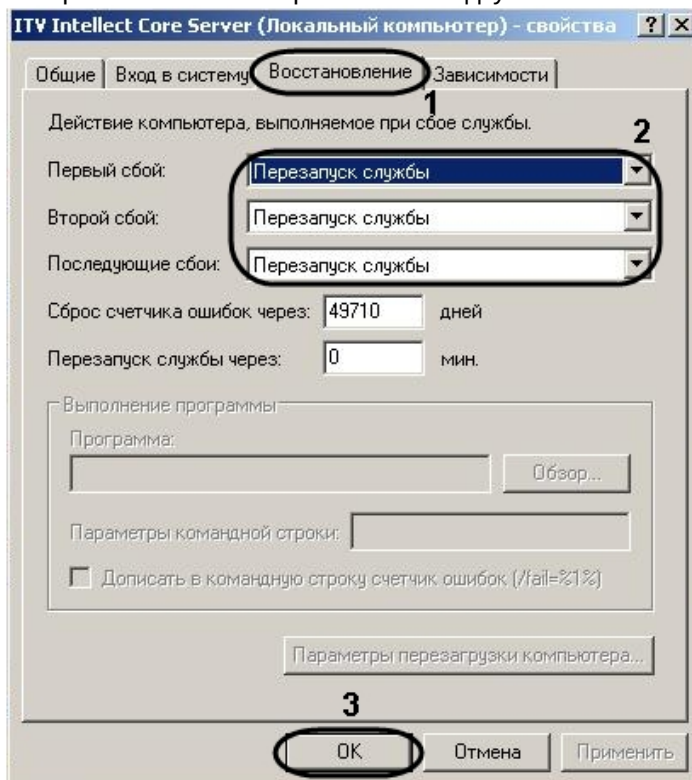 ITV Intellect Core Server (Локальный компьютер) - свойства
Общие Вход в систему Восстановление Зависимости
1
Действие компьютера, выполняемое при сбое службы.
2
Первый сбой: Перезапуск службы
Второй сбой: Перезапуск службы
Последующие сбои: Перезапуск службы
Сброс счетчика ошибок через: 49710 дней
Перезапуск службы через: 0 мин.
Выполнение программы
Программа:
Обзор...
Параметры командной строки:
Дописать в командную строку счетчик ошибок (/fail=%1%)
Параметры перезагрузки компьютера...
3
OK Отмена Применить